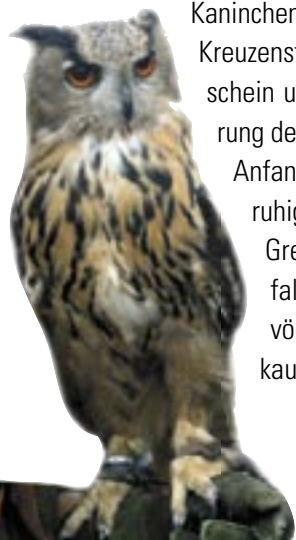 Kaninchen
Kreuzenst
schein u
rung de
Anfan
ruhig
Gre
fal
vö
kau